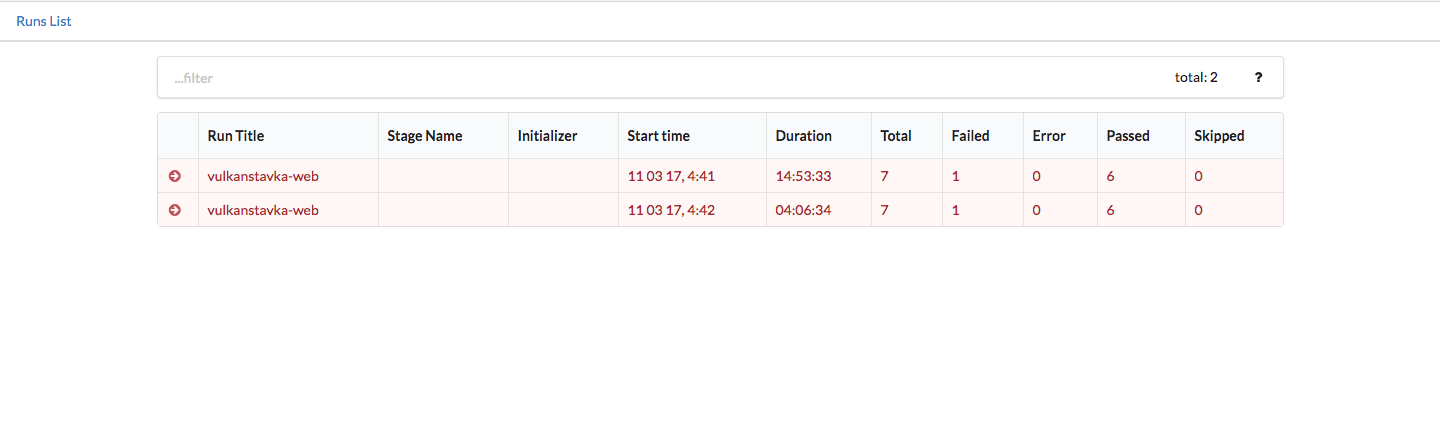 Runs List
...filter total: 2 ?
Run Title Stage Name Initializer Start time Duration Total Failed Error Passed Skipped
vulkanstavka-web 11 03 17, 4:41 14:53:33 7 1 0 6 0
vulkanstavka-web 11 03 17, 4:42 04:06:34 7 1 0 6 0